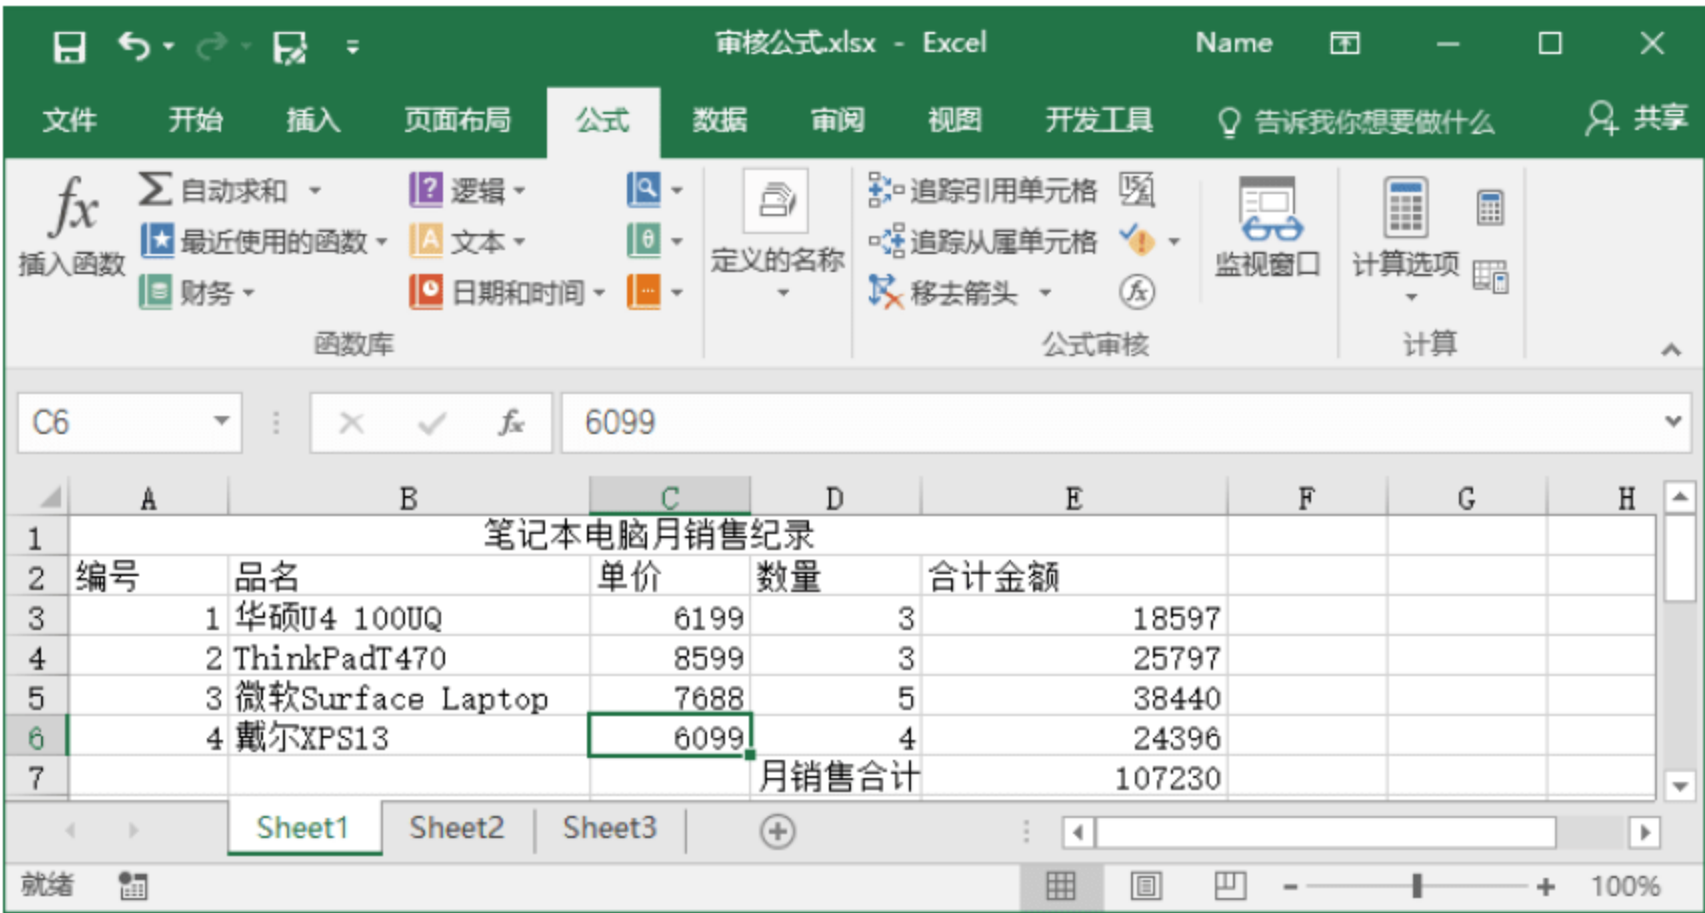 审核公式.xlsx - Excel Name
文件 开始 插入 页面布局 公式 数据 审阅 视图 开发工具 告诉我你想要做什么 共享
fx 插入函数
Σ 自动求和
最近使用的函数
财务
? 逻辑
A 文本
日期和时间
θ
函数库
定义的名称
追踪引用单元格
追踪从属单元格
移去箭头
fx
公式审核
监视窗口
计算选项
计算
C6 fx 6099
A B C D E F G H
1 笔记本电脑月销售纪录
2 编号 品名 单价 数量 合计金额
3 1 华硕U4 100UQ 6199 3 18597
4 2 ThinkPadT470 8599 3 25797
5 3 微软Surface Laptop 7688 5 38440
6 4 戴尔XPS13 6099 4 24396
7 月销售合计 107230
Sheet1 Sheet2 Sheet3
就绪 100%